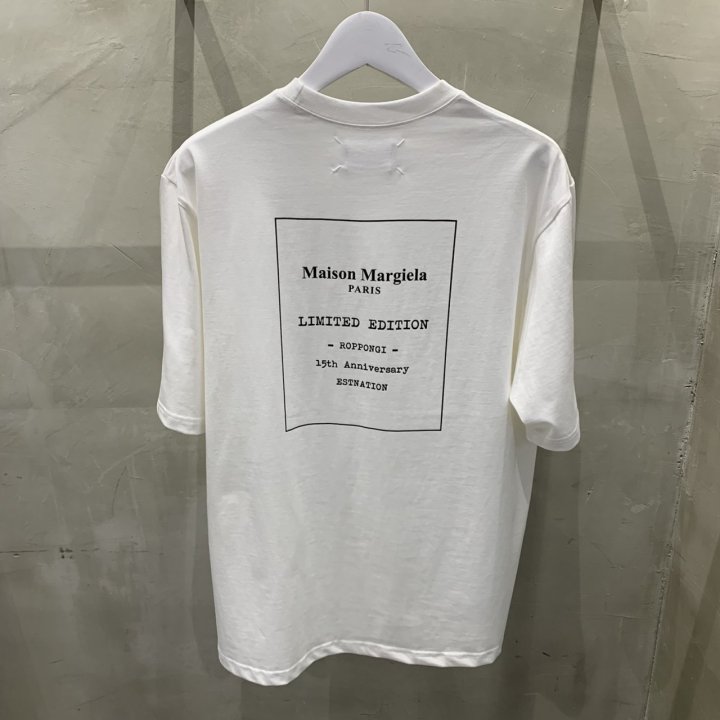 Maison Margiela
PARIS
LIMITED EDITION
- ROPPONGI -
15th Anniversary
ESTNATION